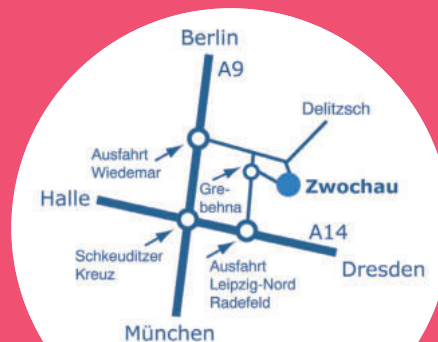 Berlin
A9
Delitzsch
Ausfahrt
Wiedemar
Gre-
behna
Zwochau
Halle
A14
Schkeuditzer
Kreuz
Ausfahrt
Leipzig-Nord
Radefeld
Dresden
München